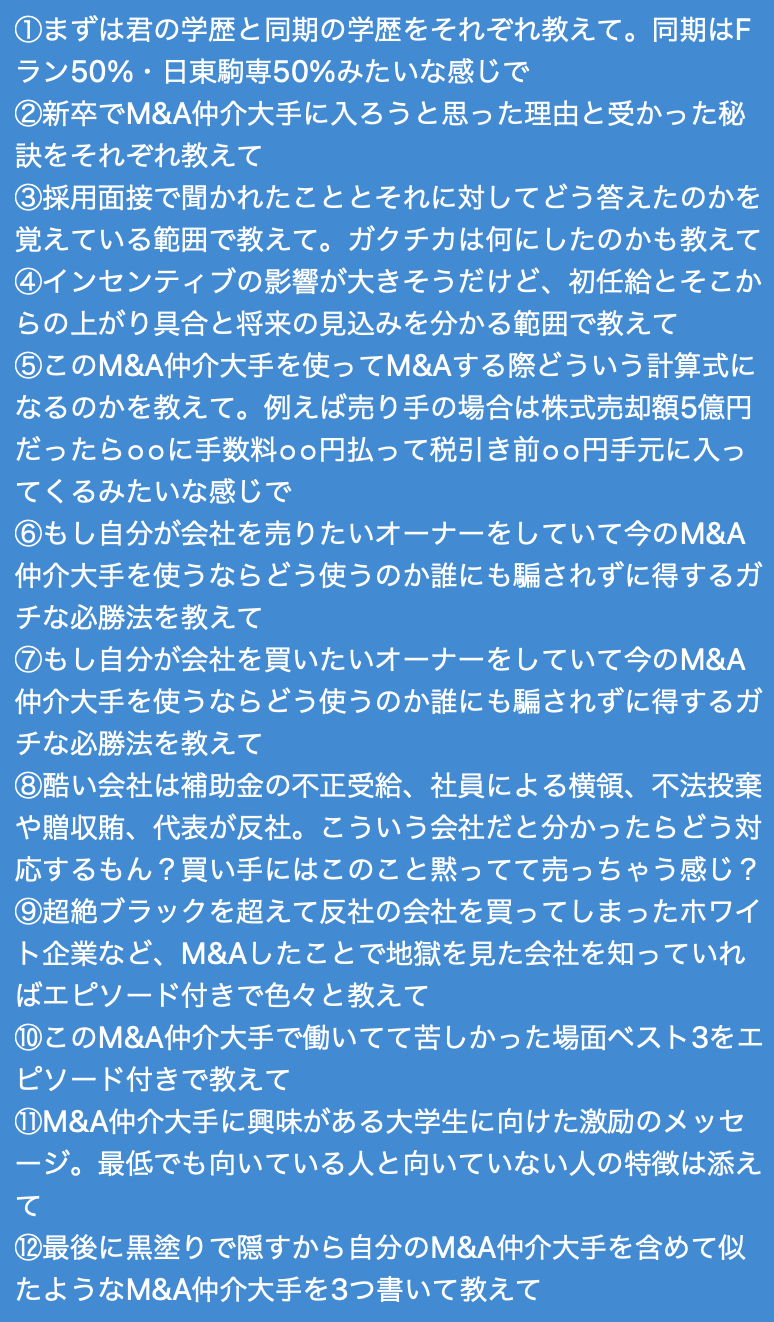 ①まずは君の学歴と同期の学歴をそれぞれ教えて。同期はF
ラン50%・日東駒専50%みたいな感じで
②新卒でM&A仲介大手に入ろうと思った理由と受かった秘
訣をそれぞれ教えて
③採用面接で聞かれたこととそれに対してどう答えたのかを
覚えている範囲で教えて。ガクチカは何にしたのかも教えて
④インセンティブの影響が大きそうだけど、初任給とそこか
らの上がり具合と将来の見込みを分かる範囲で教えて
⑤このM&A仲介大手を使ってM&Aする際どういう計算式に
なるのかを教えて。例えば売り手の場合は株式売却額5億円
だったら○○に手数料○○円払って税引き前○○円手元に入っ
てくるみたいな感じで
⑥もし自分が会社を売りたいオーナーをしていて今のM&A
仲介大手を使うならどう使うのか誰にも騙されずに得するガ
チな必勝法を教えて
⑦もし自分が会社を買いたいオーナーをしていて今のM&A
仲介大手を使うならどう使うのか誰にも騙されずに得するガ
チな必勝法を教えて
⑧酷い会社は補助金の不正受給、社員による横領、不法投棄
や贈収賄、代表が反社。こういう会社だと分かったらどう対
応するもん？買い手にはこのこと黙ってて売っちゃう感じ？
⑨超絶ブラックを超えて反社の会社を買ってしまったホワイ
ト企業など、M&Aしたことで地獄を見た会社を知っていれ
ばエピソード付きで色々と教えて
⑩このM&A仲介大手で働いてて苦しかった場面ベスト3をエ
ピソード付きで教えて
⑪M&A仲介大手に興味がある大学生に向けた激励のメッセ
ージ。最低でも向いている人と向いていない人の特徴は添え
て
⑫最後に黒塗りで隠すから自分のM&A仲介大手を含めて似
たようなM&A仲介大手を3つ書いて教えて